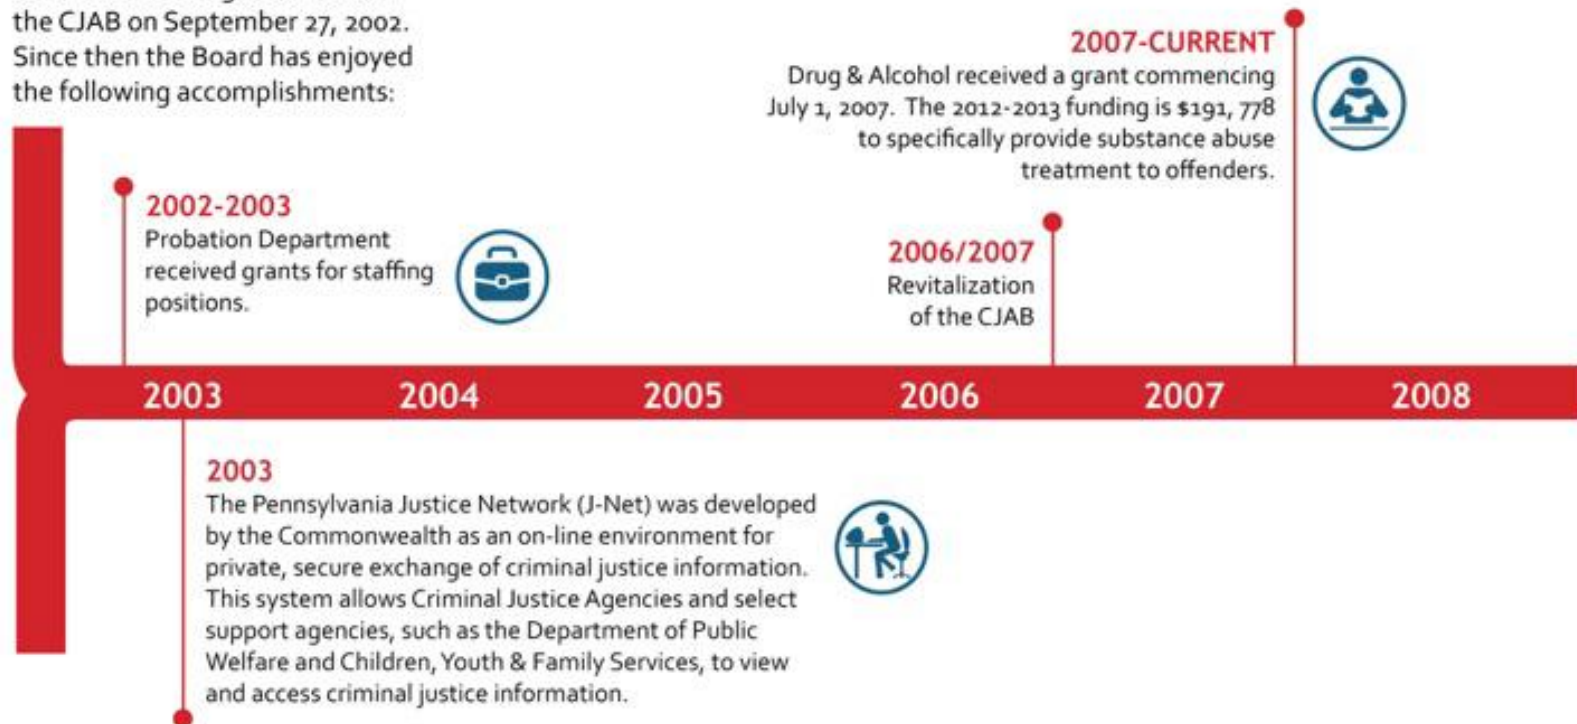 the CJAB on September 27, 2002.
Since then the Board has enjoyed
the following accomplishments:
2002-2003
Probation Department
received grants for staffing
positions.
2007-CURRENT
Drug & Alcohol received a grant commencing
July 1, 2007. The 2012-2013 funding is $191, 778
to specifically provide substance abuse
treatment to offenders.
2006/2007
Revitalization
of the CJAB
2003 2004 2005 2006 2007 2008
2003
The Pennsylvania Justice Network (J-Net) was developed
by the Commonwealth as an on-line environment for
private, secure exchange of criminal justice information.
This system allows Criminal Justice Agencies and select
support agencies, such as the Department of Public
Welfare and Children, Youth & Family Services, to view
and access criminal justice information.